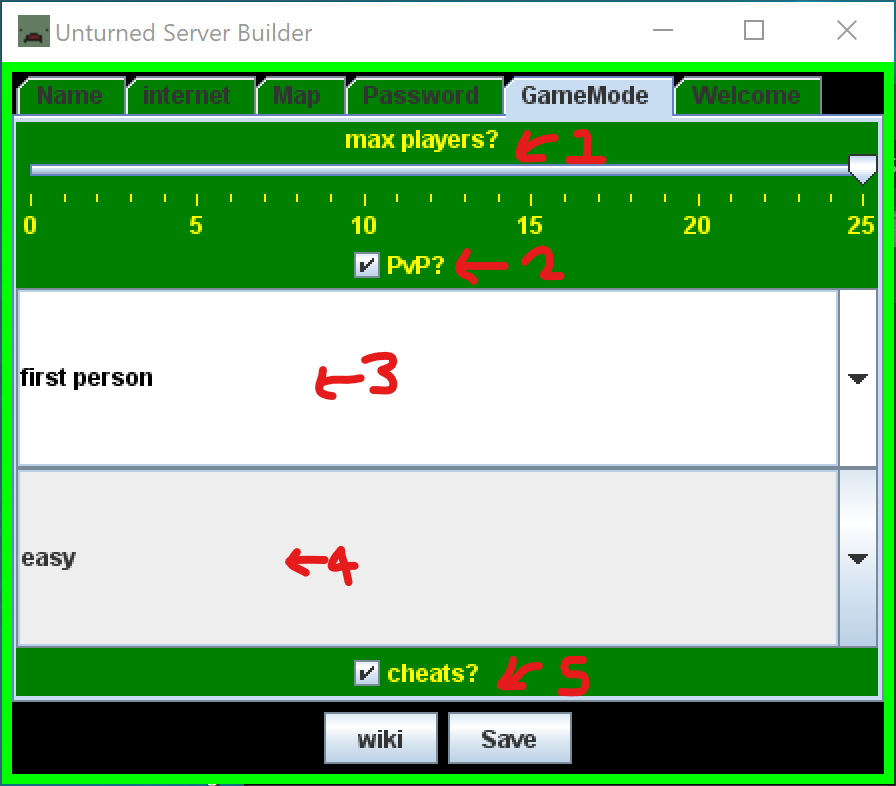 Unturned Server Builder
Name internet Map Password GameMode Welcome
max players? 1
0 5 10 15 20 25
PvP? 2
first person 3
easy 4
cheats? 5
wiki Save